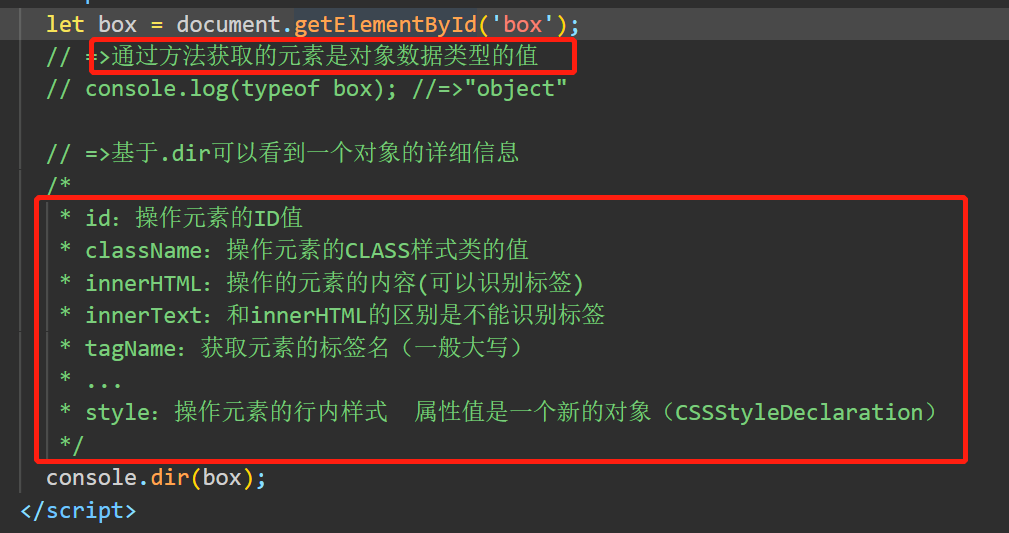 let box = document.getElementById('box');
// =>通过方法获取的元素是对象数据类型的值
// console.log(typeof box); //=>"object"
// =>基于.dir可以看到一个对象的详细信息
/*
* id：操作元素的ID值
* className：操作元素的CLASS样式类的值
* innerHTML：操作的元素的内容(可以识别标签)
* innerText：和innerHTML的区别是不能识别标签
* tagName：获取元素的标签名（一般大写）
* ...
* style：操作元素的行内样式  属性值是一个新的对象（CSSStyleDeclaration）
*/
console.dir(box);
</script>